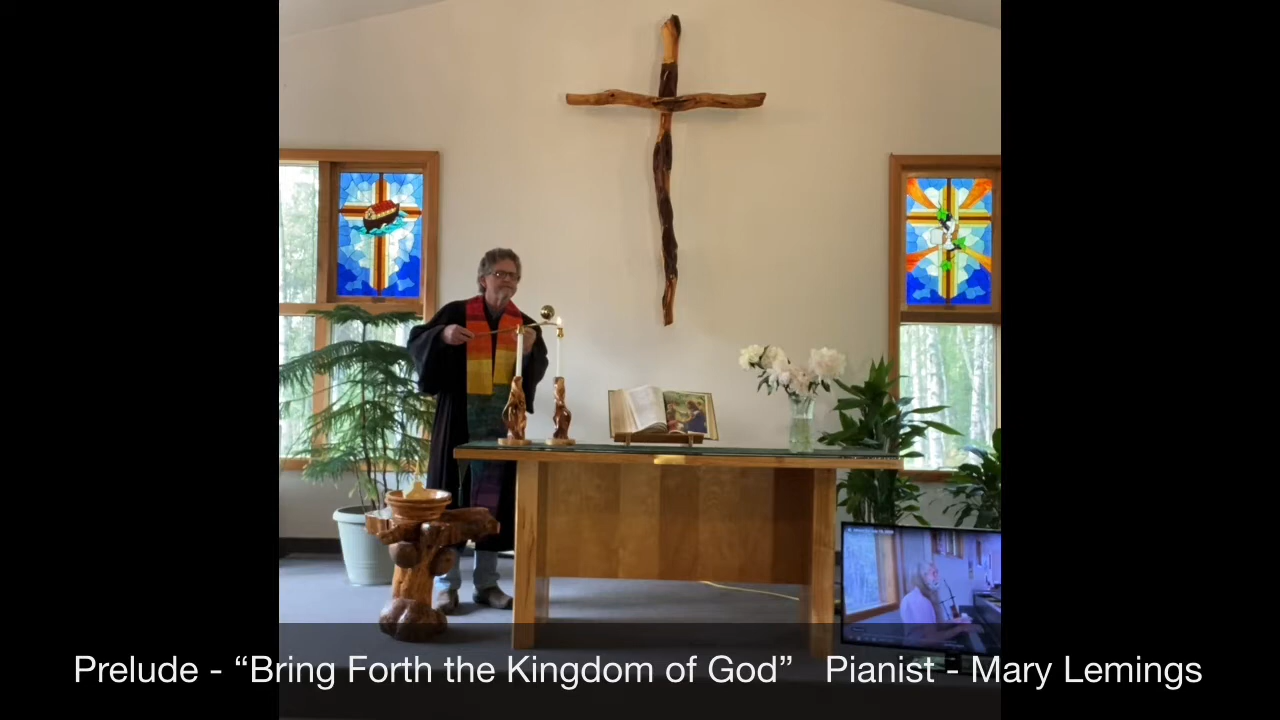 Prelude - “Bring Forth the Kingdom of God” Pianist - Mary Lemings